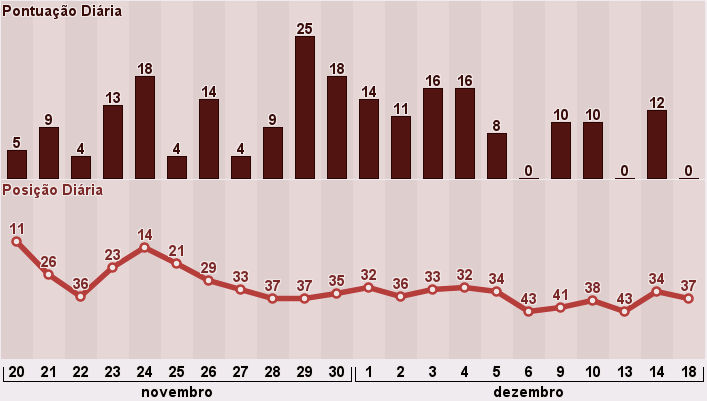 Pontuação Diária
5 9 4 13 18 4 14 4 9 25 18 14 11 16 16 8 0 10 10 0 12 0
Posição Diária
11 26 36 23 14 21 29 33 37 37 35 32 36 33 32 34 43 41 38 43 34 37
20 21 22 23 24 25 26 27 28 29 30 1 2 3 4 5 6 9 10 13 14 18
novembro dezembro